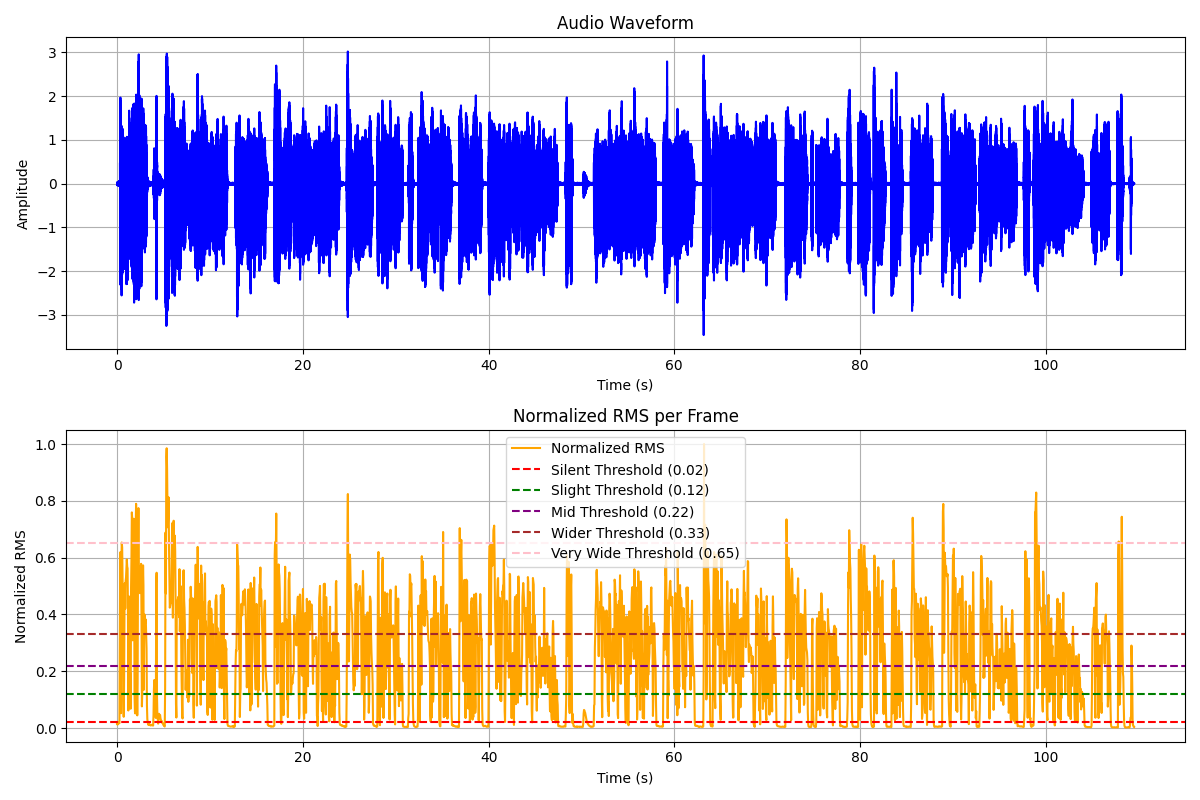 Audio Waveform
3
2
1
0
−1
−2
−3
Amplitude
0 20 40 60 80 100
Time (s)
Normalized RMS per Frame
1.0
0.8
0.6
0.4
0.2
0.0
Normalized RMS
Normalized RMS
Silent Threshold (0.02)
Slight Threshold (0.12)
Mid Threshold (0.22)
Wider Threshold (0.33)
Very Wide Threshold (0.65)
0 20 40 60 80 100
Time (s)